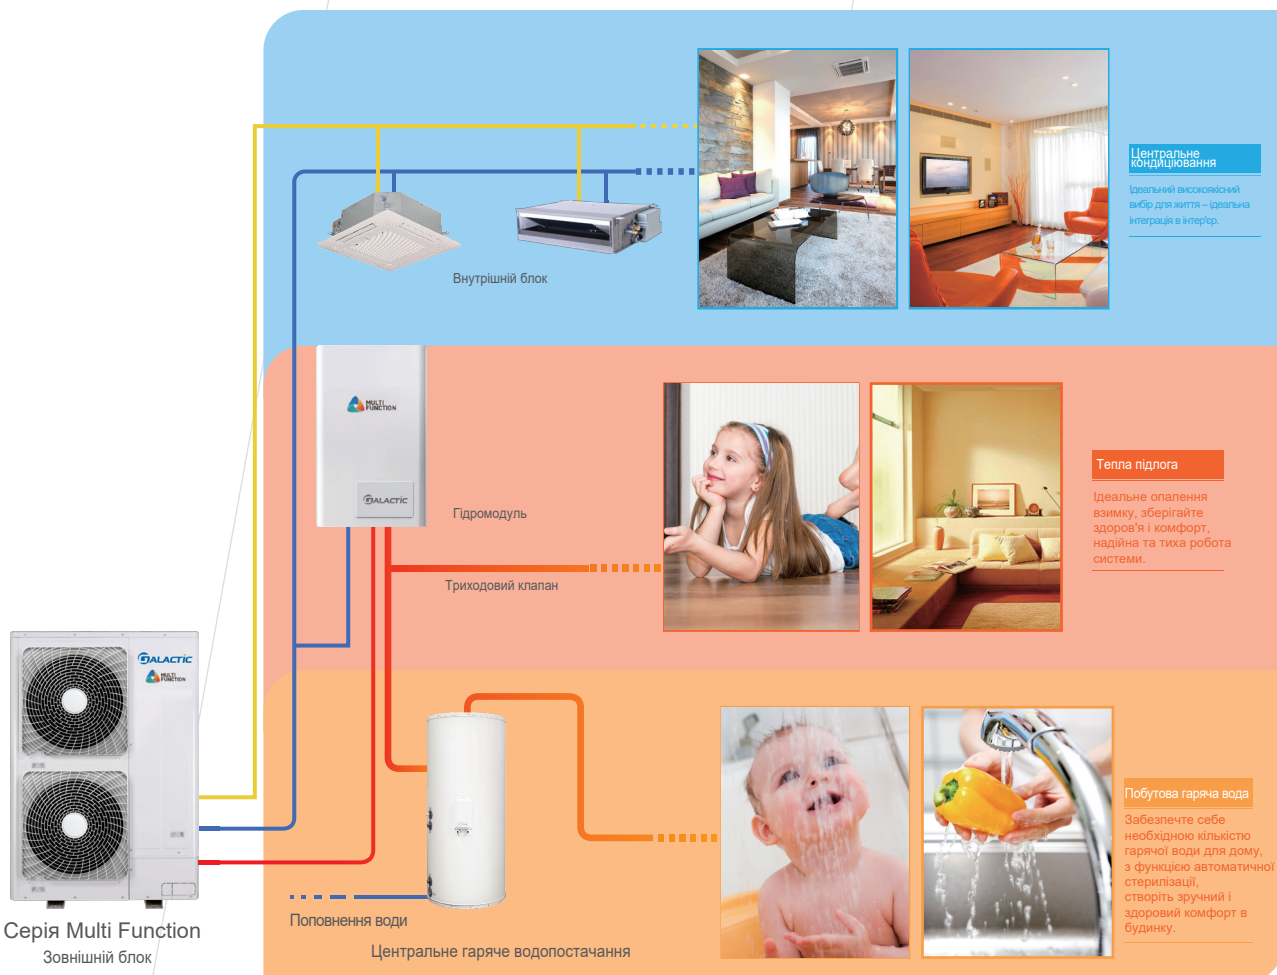 Центральне
кондиціювання
Ідеальний високоякісний
вибір для життя – ідеальна
інтеграція в інтер'єр.
Внутрішній блок
MULTI
FUNCTION
GALACTIC
Гідромодуль
Триходовий клапан
Тепла підлога
Ідеальне опалення
взимку, зберігайте
здоров'я і комфорт,
надійна та тиха робота
системи.
GALACTIC
MULTI
FUNCTION
Серія Multi Function
Зовнішній блок
Поповнення води
Центральне гаряче водопостачання
Побутова гаряча вода
Забезпечте себе
необхідною кількістю
гарячої води для дому,
з функцією автоматичної
стерилізації,
створіть зручний і
здоровий комфорт в
будинку.